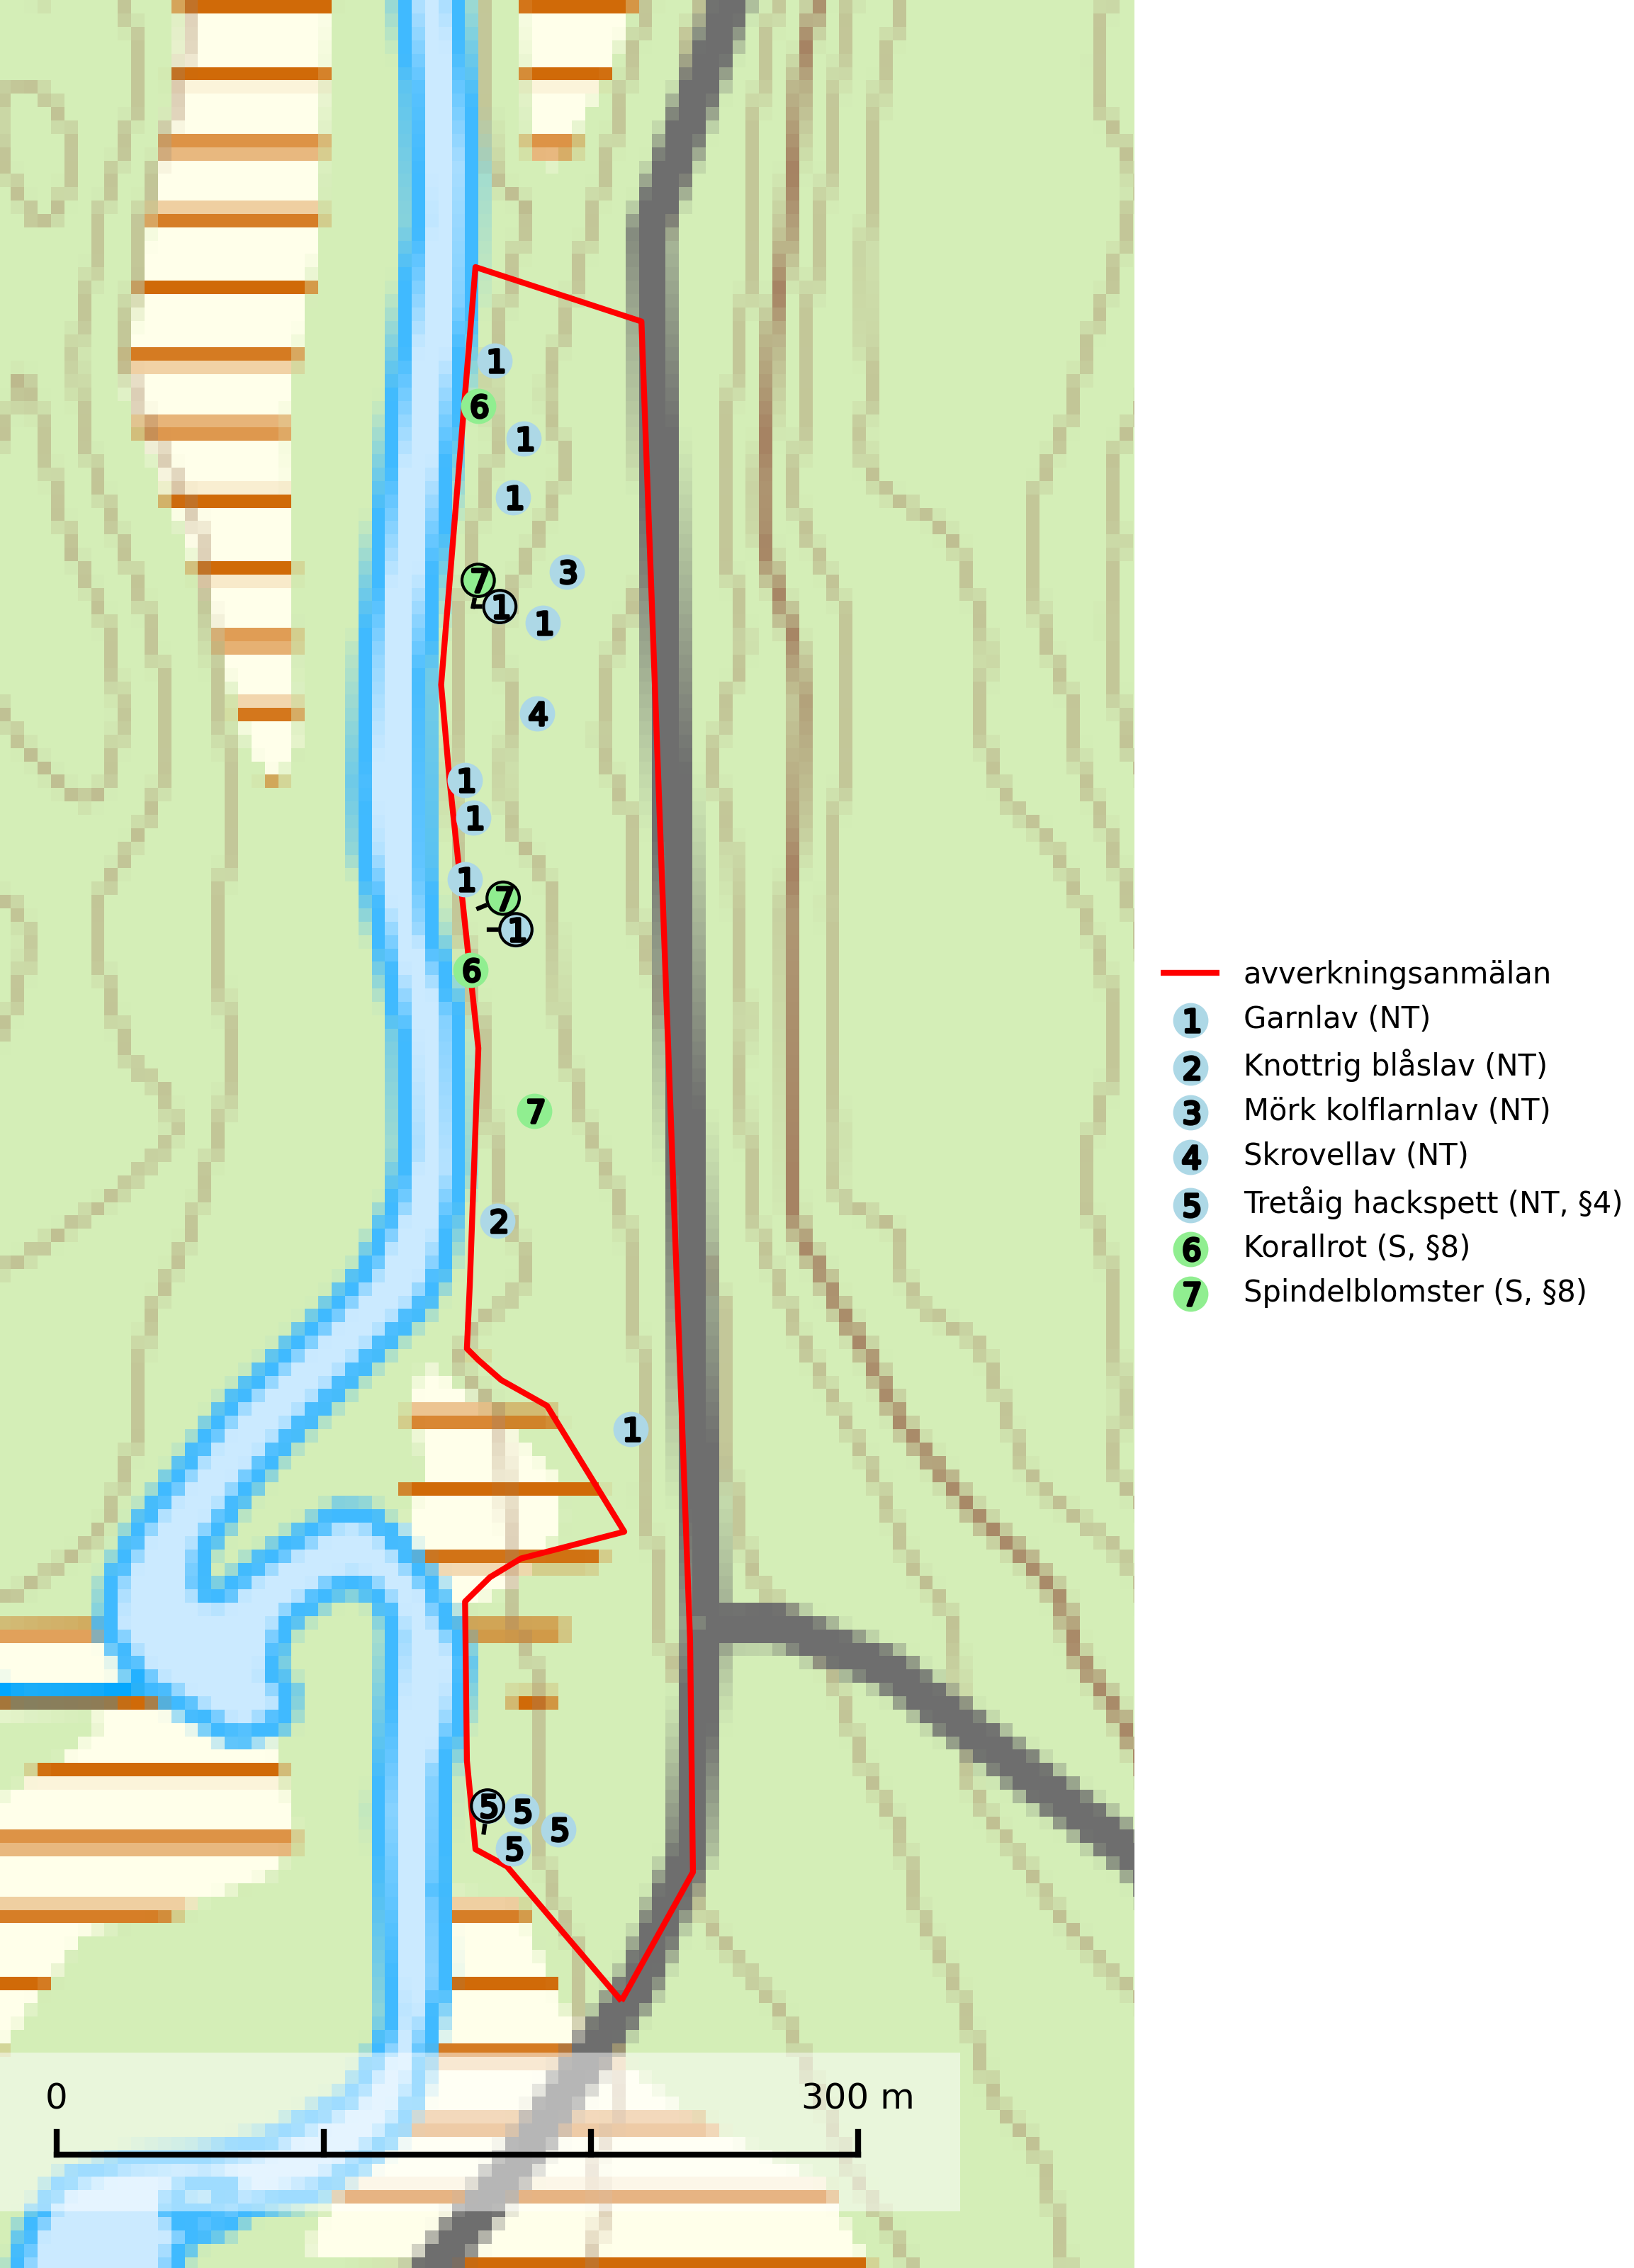 1
6
1
1
3
7
1
1
4
1
1
1
7
1
6
7
2
1
5
5
5
5
avverkningsanmälan
1 Garnlav (NT)
2 Knottrig blåslav (NT)
3 Mörk kolflarnlav (NT)
4 Skrovellav (NT)
5 Tretåig hackspett (NT, §4)
6 Korallrot (S, §8)
7 Spindelblomster (S, §8)
0 300 m